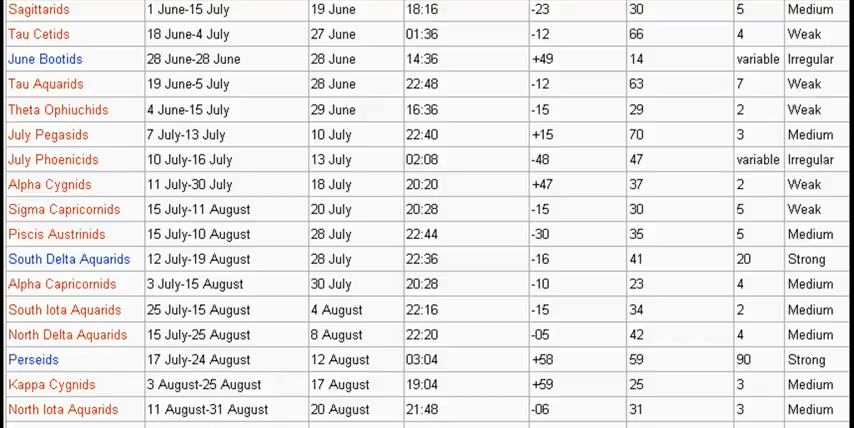 Sagittarids 1 June-15 July 19 June 18:16 -23 30 5 Medium
Tau Cetids 18 June-4 July 27 June 01:36 -12 66 4 Weak
June Bootids 28 June-28 June 28 June 14:36 +49 14 variable Irregular
Tau Aquarids 19 June-5 July 28 June 22:48 -12 63 7 Weak
Theta Ophiuchids 4 June-15 July 29 June 16:36 -15 29 2 Weak
July Pegasids 7 July-13 July 10 July 22:40 +15 70 3 Medium
July Phoenicids 10 July-16 July 13 July 02:08 -48 47 variable Irregular
Alpha Cygnids 11 July-30 July 18 July 20:20 +47 37 2 Weak
Sigma Capricornids 15 July-11 August 20 July 20:28 -15 30 5 Weak
Piscis Austrinids 15 July-10 August 28 July 22:44 -30 35 5 Medium
South Delta Aquarids 12 July-19 August 28 July 22:36 -16 41 20 Strong
Alpha Capricornids 3 July-15 August 30 July 20:28 -10 23 4 Medium
South Iota Aquarids 25 July-15 August 4 August 22:16 -15 34 2 Medium
North Delta Aquarids 15 July-25 August 8 August 22:20 -05 42 4 Medium
Perseids 17 July-24 August 12 August 03:04 +58 59 90 Strong
Kappa Cygnids 3 August-25 August 17 August 19:04 +59 25 3 Medium
North Iota Aquarids 11 August-31 August 20 August 21:48 -06 31 3 Medium